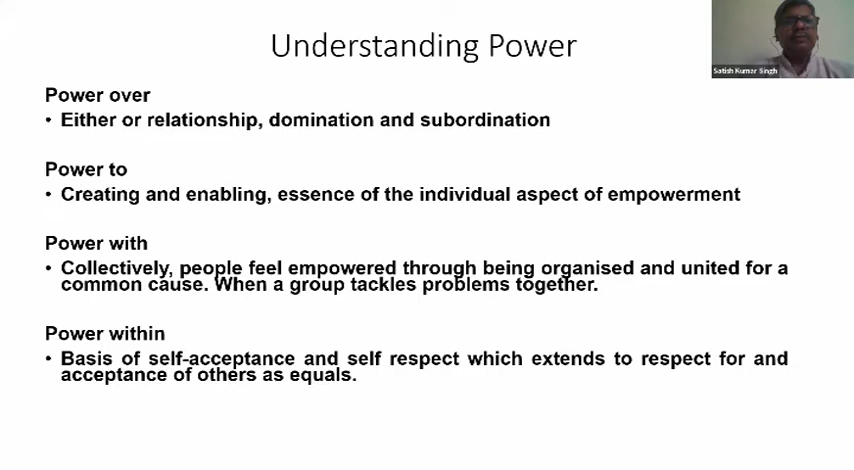 Understanding Power
Satish Kumar Singh
Power over
• Either or relationship, domination and subordination
Power to
• Creating and enabling, essence of the individual aspect of empowerment
Power with
• Collectively, people feel empowered through being organised and united for a
common cause. When a group tackles problems together.
Power within
• Basis of self-acceptance and self respect which extends to respect for and
acceptance of others as equals.